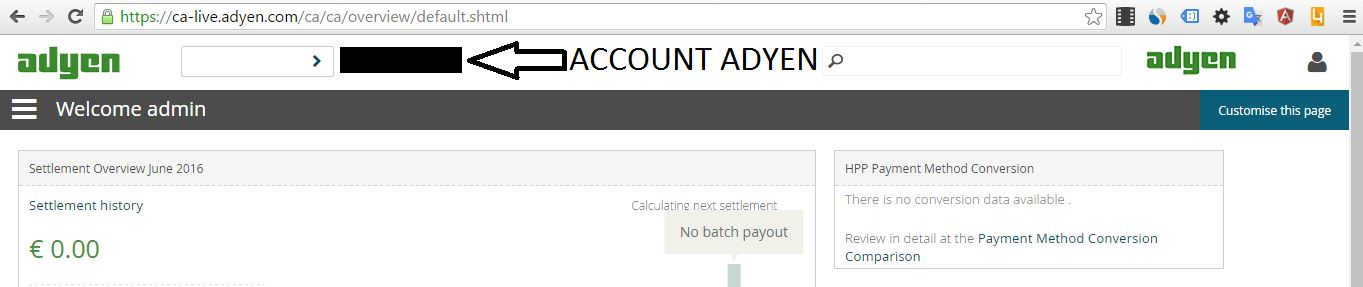 https://ca-live.adyen.com/ca/ca/overview/default.shtml
adyen ACCOUNT ADYEN adyen
Welcome admin Customise this page
Settlement Overview June 2016
Settlement history Calculating next settlement
No batch payout
€ 0.00
HPP Payment Method Conversion
There is no conversion data available .
Review in detail at the Payment Method Conversion
Comparison